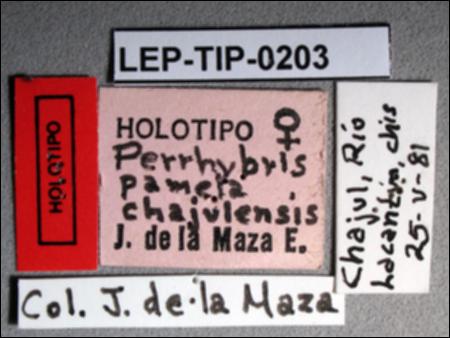 LEP-TIP-0203
HOLOTIPO
HOLOTIPO ♀
Perrhybris
pamela
chajulensis
J. de la Maza E.
Chajul, Río
Lacantún, chis
25-V-81
Col. J. de la Maza